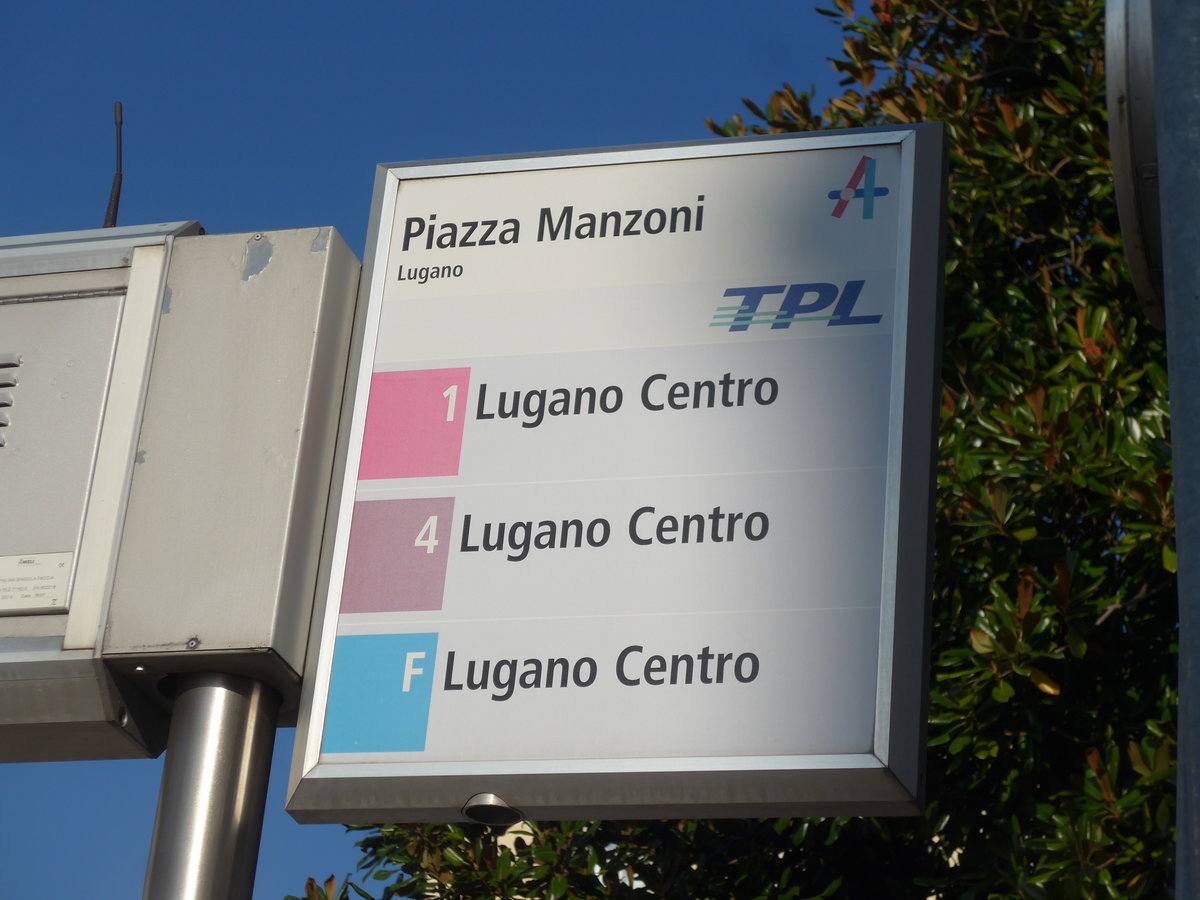 Piazza Manzoni
Lugano
TPL
1 Lugano Centro
4 Lugano Centro
F Lugano Centro